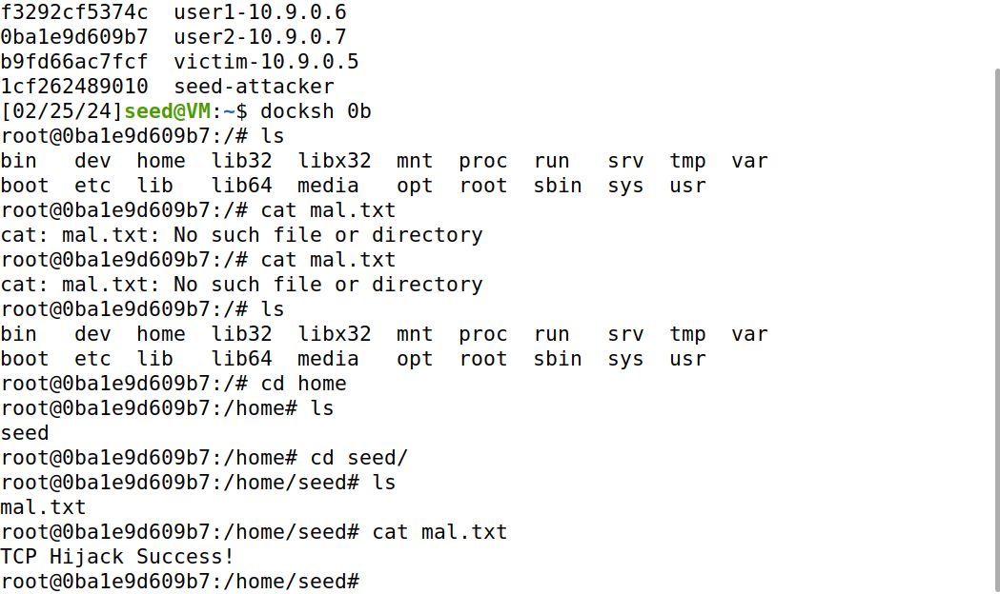 f3292cf5374c  user1-10.9.0.6
0ba1e9d609b7  user2-10.9.0.7
b9fd66ac7fcf  victim-10.9.0.5
1cf262489010  seed-attacker
[02/25/24]seed@VM:~$ docksh 0b
root@0ba1e9d609b7:/# ls
bin   dev  home  lib32  libx32  mnt  proc  run   srv  tmp  var
boot  etc  lib   lib64  media   opt  root  sbin  sys  usr
root@0ba1e9d609b7:/# cat mal.txt
cat: mal.txt: No such file or directory
root@0ba1e9d609b7:/# cat mal.txt
cat: mal.txt: No such file or directory
root@0ba1e9d609b7:/# ls
bin   dev  home  lib32  libx32  mnt  proc  run   srv  tmp  var
boot  etc  lib   lib64  media   opt  root  sbin  sys  usr
root@0ba1e9d609b7:/# cd home
root@0ba1e9d609b7:/home# ls
seed
root@0ba1e9d609b7:/home# cd seed/
root@0ba1e9d609b7:/home/seed# ls
mal.txt
root@0ba1e9d609b7:/home/seed# cat mal.txt
TCP Hijack Success!
root@0ba1e9d609b7:/home/seed#